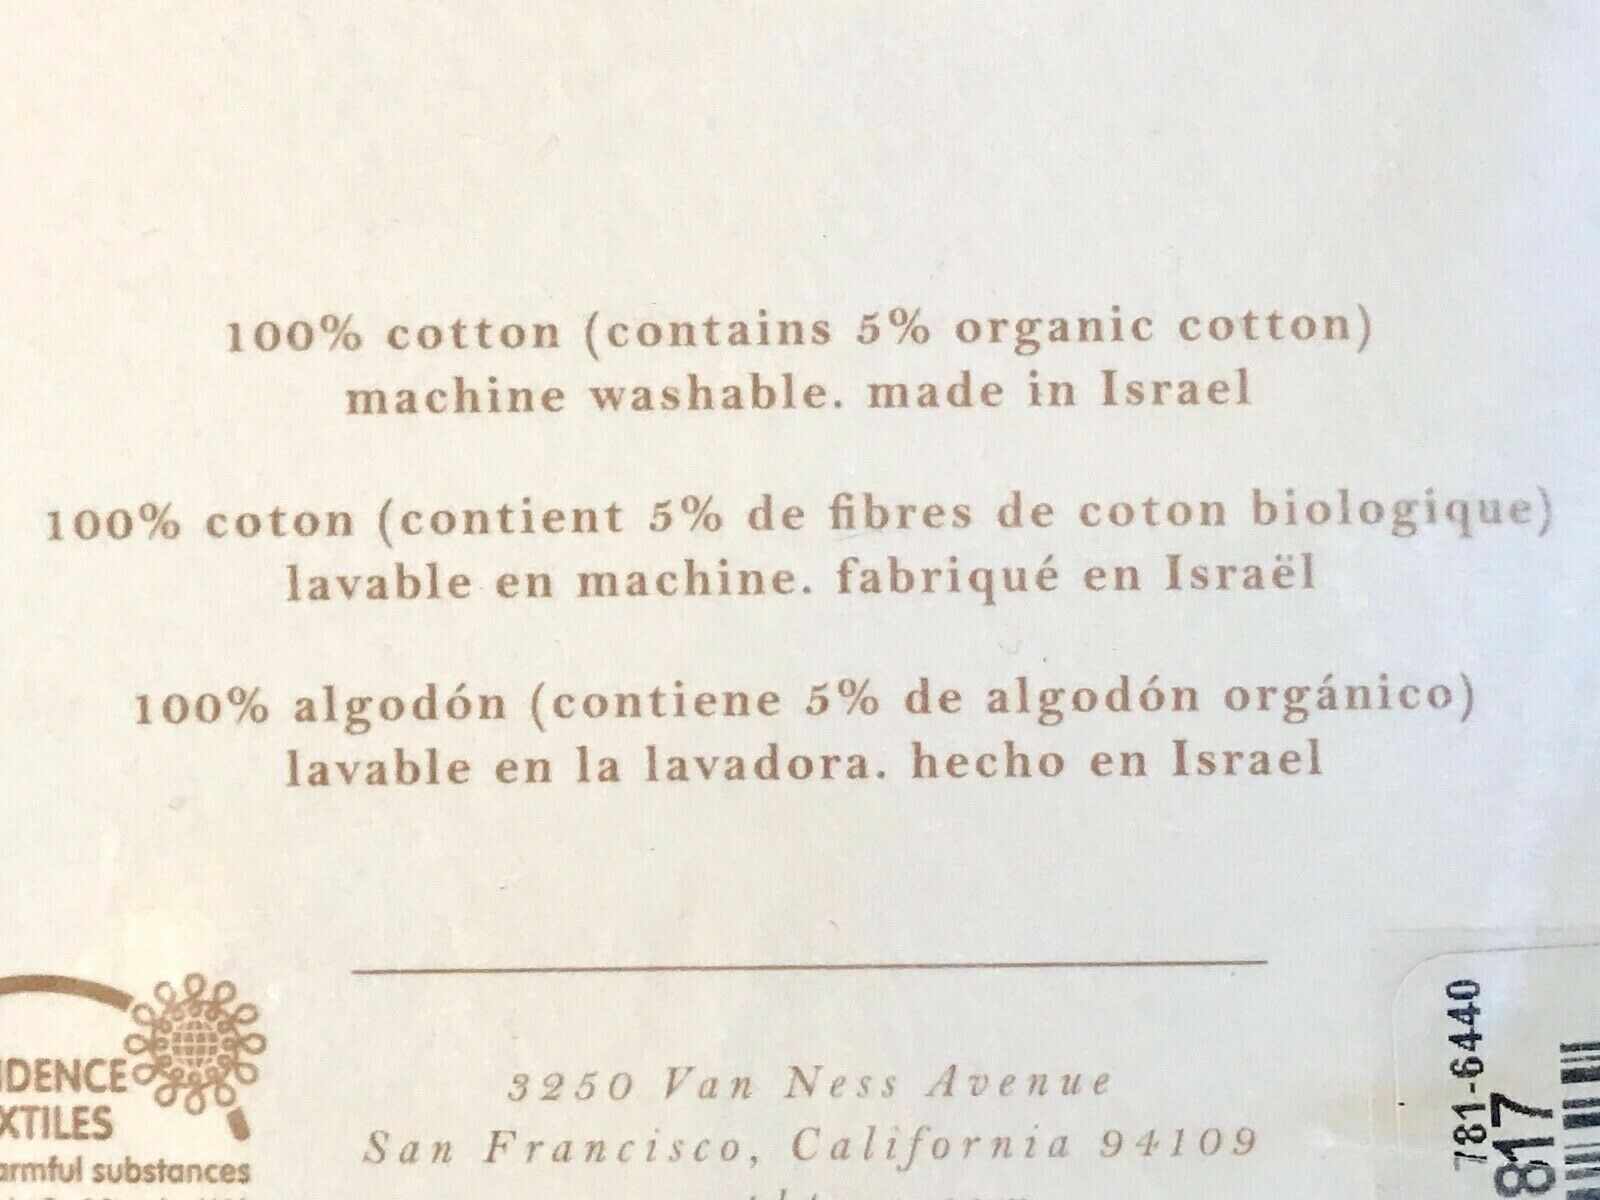 100% cotton (contains 5% organic cotton)
machine washable. made in Israel
100% coton (contient 5% de fibres de coton biologique)
lavable en machine. fabriqué en Israël
100% algodón (contiene 5% de algodón orgánico)
lavable en la lavadora. hecho en Israel
IDENCE
XTILES
armful substances
3250 Van Ness Avenue
San Francisco, California 94109
781-6440
817